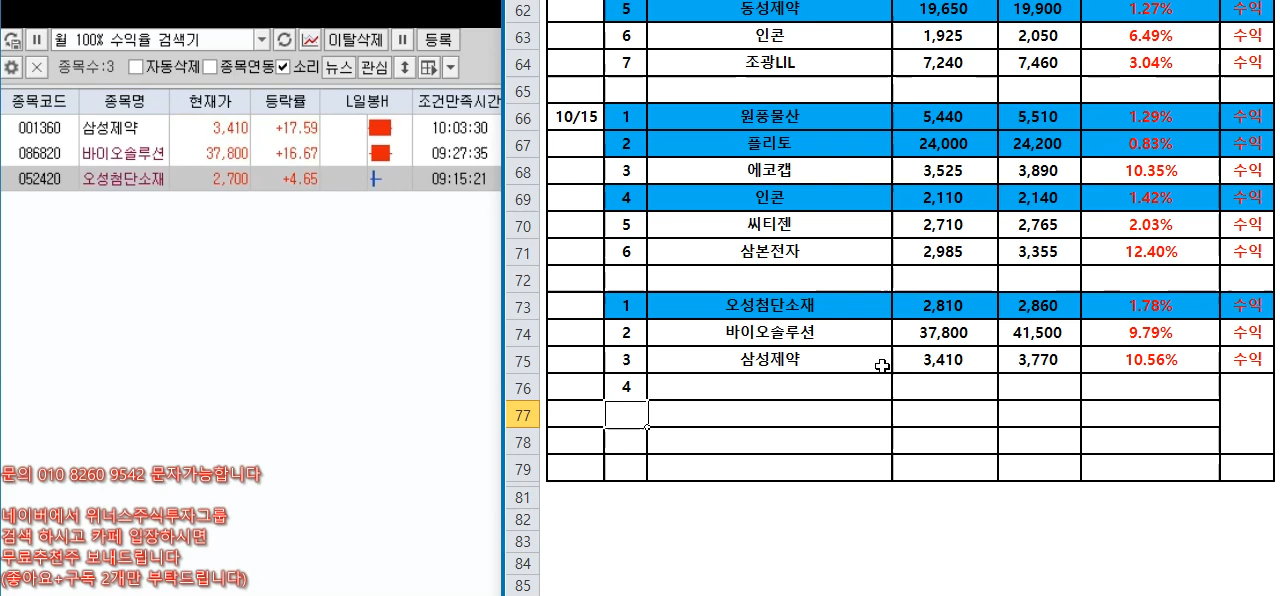 월 100% 수익율 검색기 이탈삭제 등록
종목수:3 자동삭제 종목연동 소리 뉴스 관심
종목코드 종목명 현재가 등락률 L일봉H 조건만족시간
001360 삼성제약 3,410 +17.59 10:03:30
086820 바이오솔루션 37,800 +16.67 09:27:35
052420 오성첨단소재 2,700 +4.65 09:15:21
문의 010 8260 9542 문자가능합니다
네이버에서 위너스주식투자그룹
검색 하시고 카페 입장하시면
무료추천주 보내드립니다
(좋아요+구독 2개만 부탁드립니다)
62 5 동성제약 19,650 19,900 1.27% 수익
63 6 인콘 1,925 2,050 6.49% 수익
64 7 조광LIL 7,240 7,460 3.04% 수익
65
66 10/15 1 원풍물산 5,440 5,510 1.29% 수익
67 2 플리토 24,000 24,200 0.83% 수익
68 3 에코캡 3,525 3,890 10.35% 수익
69 4 인콘 2,110 2,140 1.42% 수익
70 5 씨티젠 2,710 2,765 2.03% 수익
71 6 삼본전자 2,985 3,355 12.40% 수익
72
73 1 오성첨단소재 2,810 2,860 1.78% 수익
74 2 바이오솔루션 37,800 41,500 9.79% 수익
75 3 삼성제약 3,410 3,770 10.56% 수익
76 4
77
78
79
81
82
83
84
85